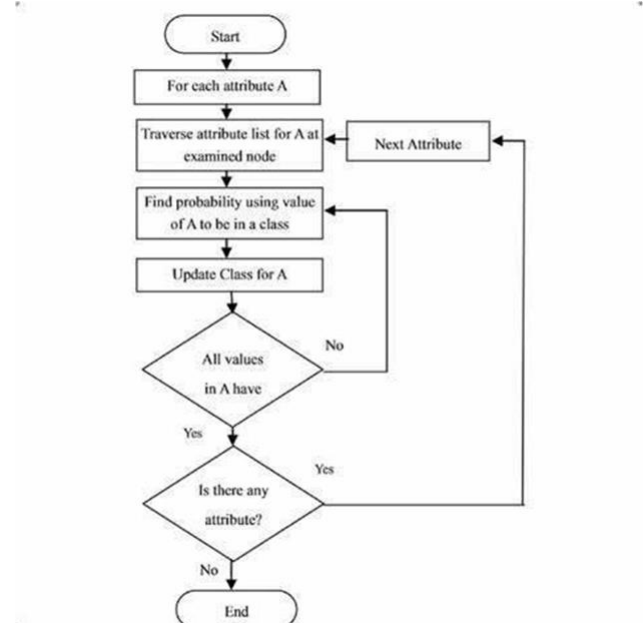 Start
For each attribute A
Traverse attribute list for A at
examined node
Next Attribute
Find probability using value
of A to be in a class
Update Class for A
No
All values
in A have
Yes
Yes
Is there any
attribute?
No
End